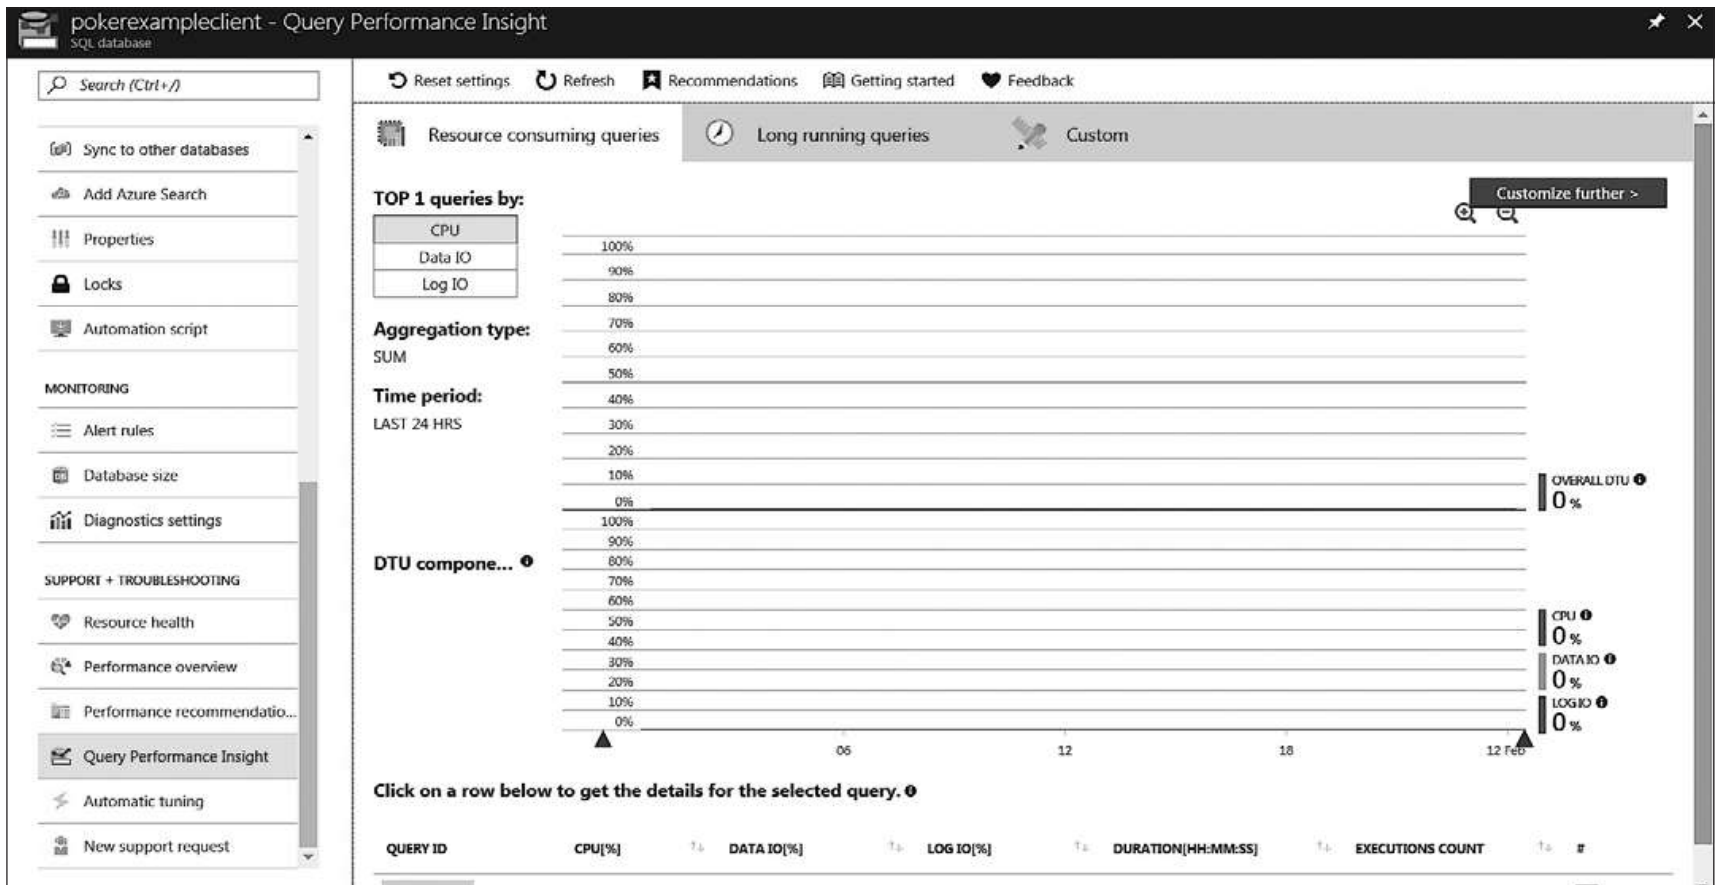 pokerexampleclient - Query Performance Insight
SQL database
Search (Ctrl+/)
Sync to other databases
Add Azure Search
Properties
Locks
Automation script
MONITORING
Alert rules
Database size
Diagnostics settings
SUPPORT + TROUBLESHOOTING
Resource health
Performance overview
Performance recommendatio...
Query Performance Insight
Automatic tuning
New support request
Reset settings Refresh Recommendations Getting started Feedback
Resource consuming queries Long running queries Custom
Customize further >
TOP 1 queries by:
CPU
Data IO
Log IO
Aggregation type:
SUM
Time period:
LAST 24 HRS
100%
90%
80%
70%
60%
50%
40%
30%
20%
10%
0%
OVERALL DTU
0 %
DTU compone...
100%
90%
80%
70%
60%
50%
40%
30%
20%
10%
0%
CPU
0 %
DATA IO
0 %
LOG IO
0 %
06 12 18 12 Feb
Click on a row below to get the details for the selected query.
QUERY ID CPU[%] DATA IO[%] LOG IO[%] DURATION[HH:MM:SS] EXECUTIONS COUNT #